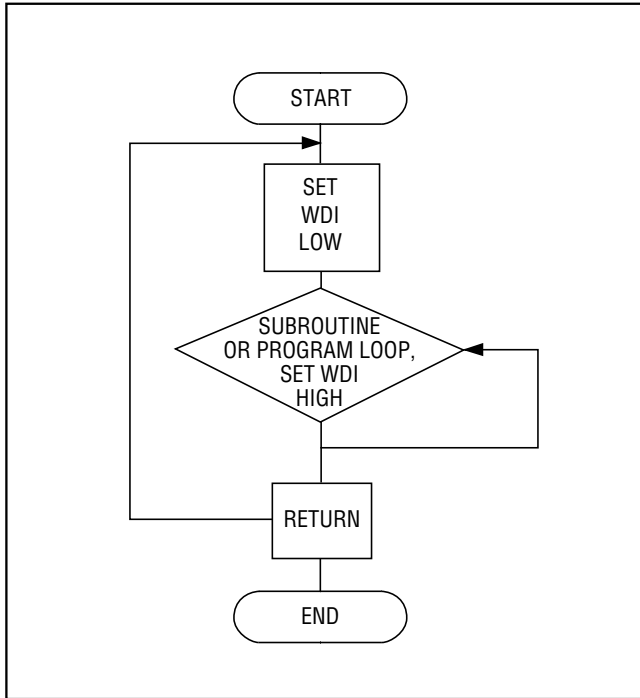 START
SET
WDI
LOW
SUBROUTINE
OR PROGRAM LOOP,
SET WDI
HIGH
RETURN
END